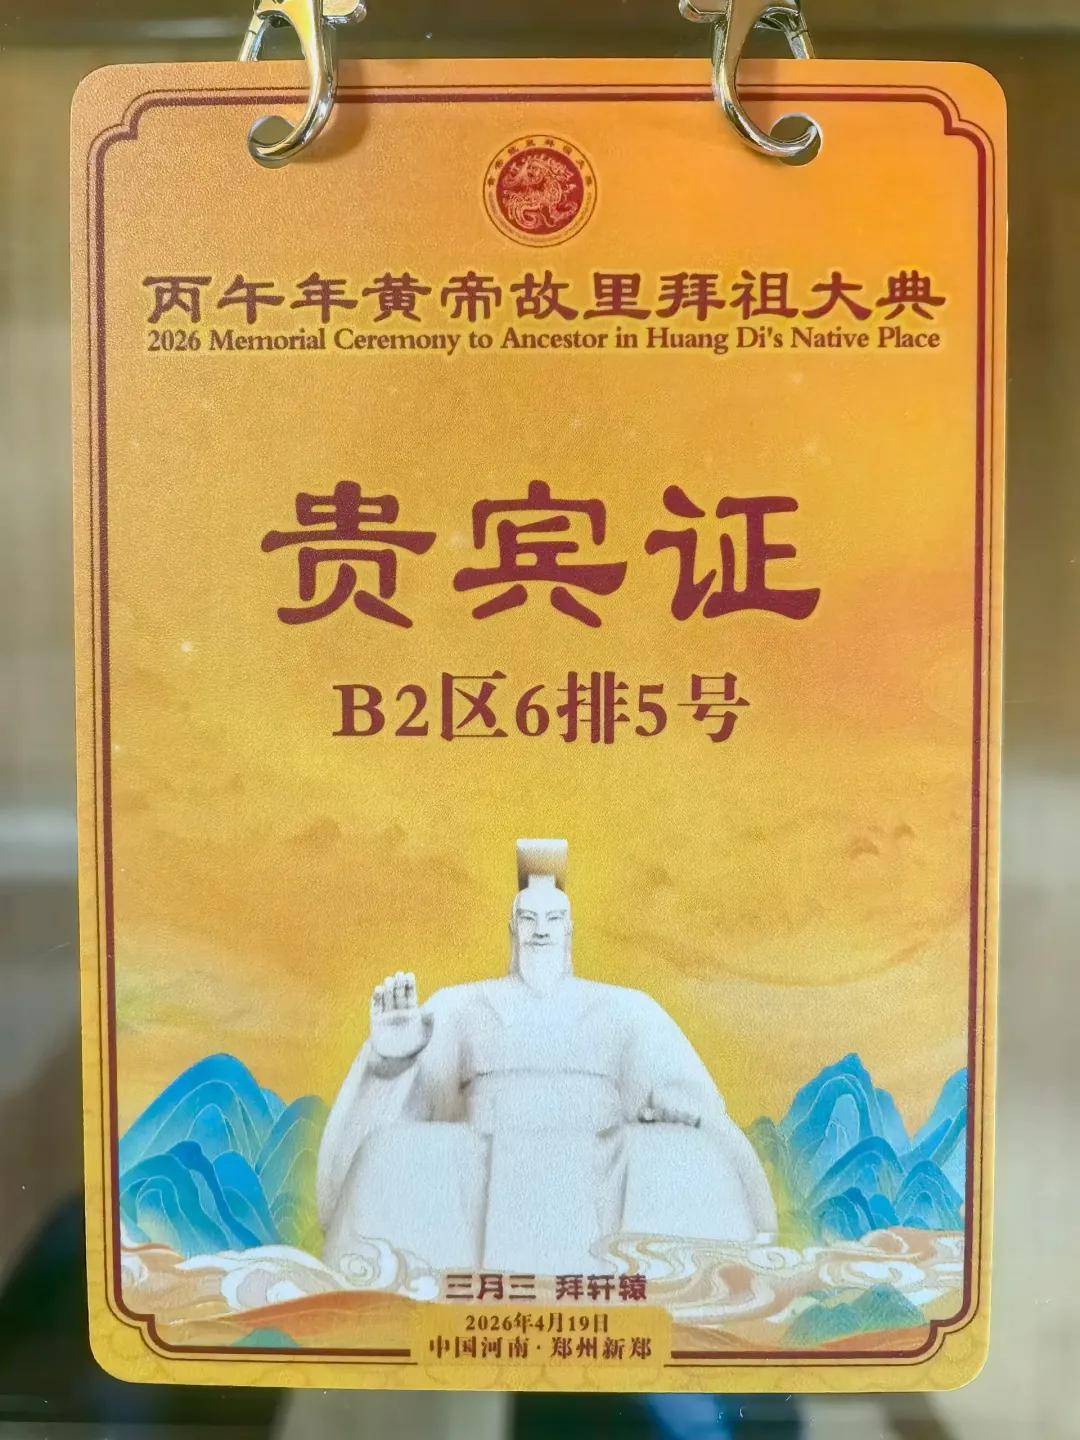 丙午年黄帝故里拜祖大典
2026 Memorial Ceremony to Ancestor in Huang Di's Native Place
贵宾证
B2区6排5号
三月三 拜轩辕
2026年4月19日
中国河南·郑州新郑